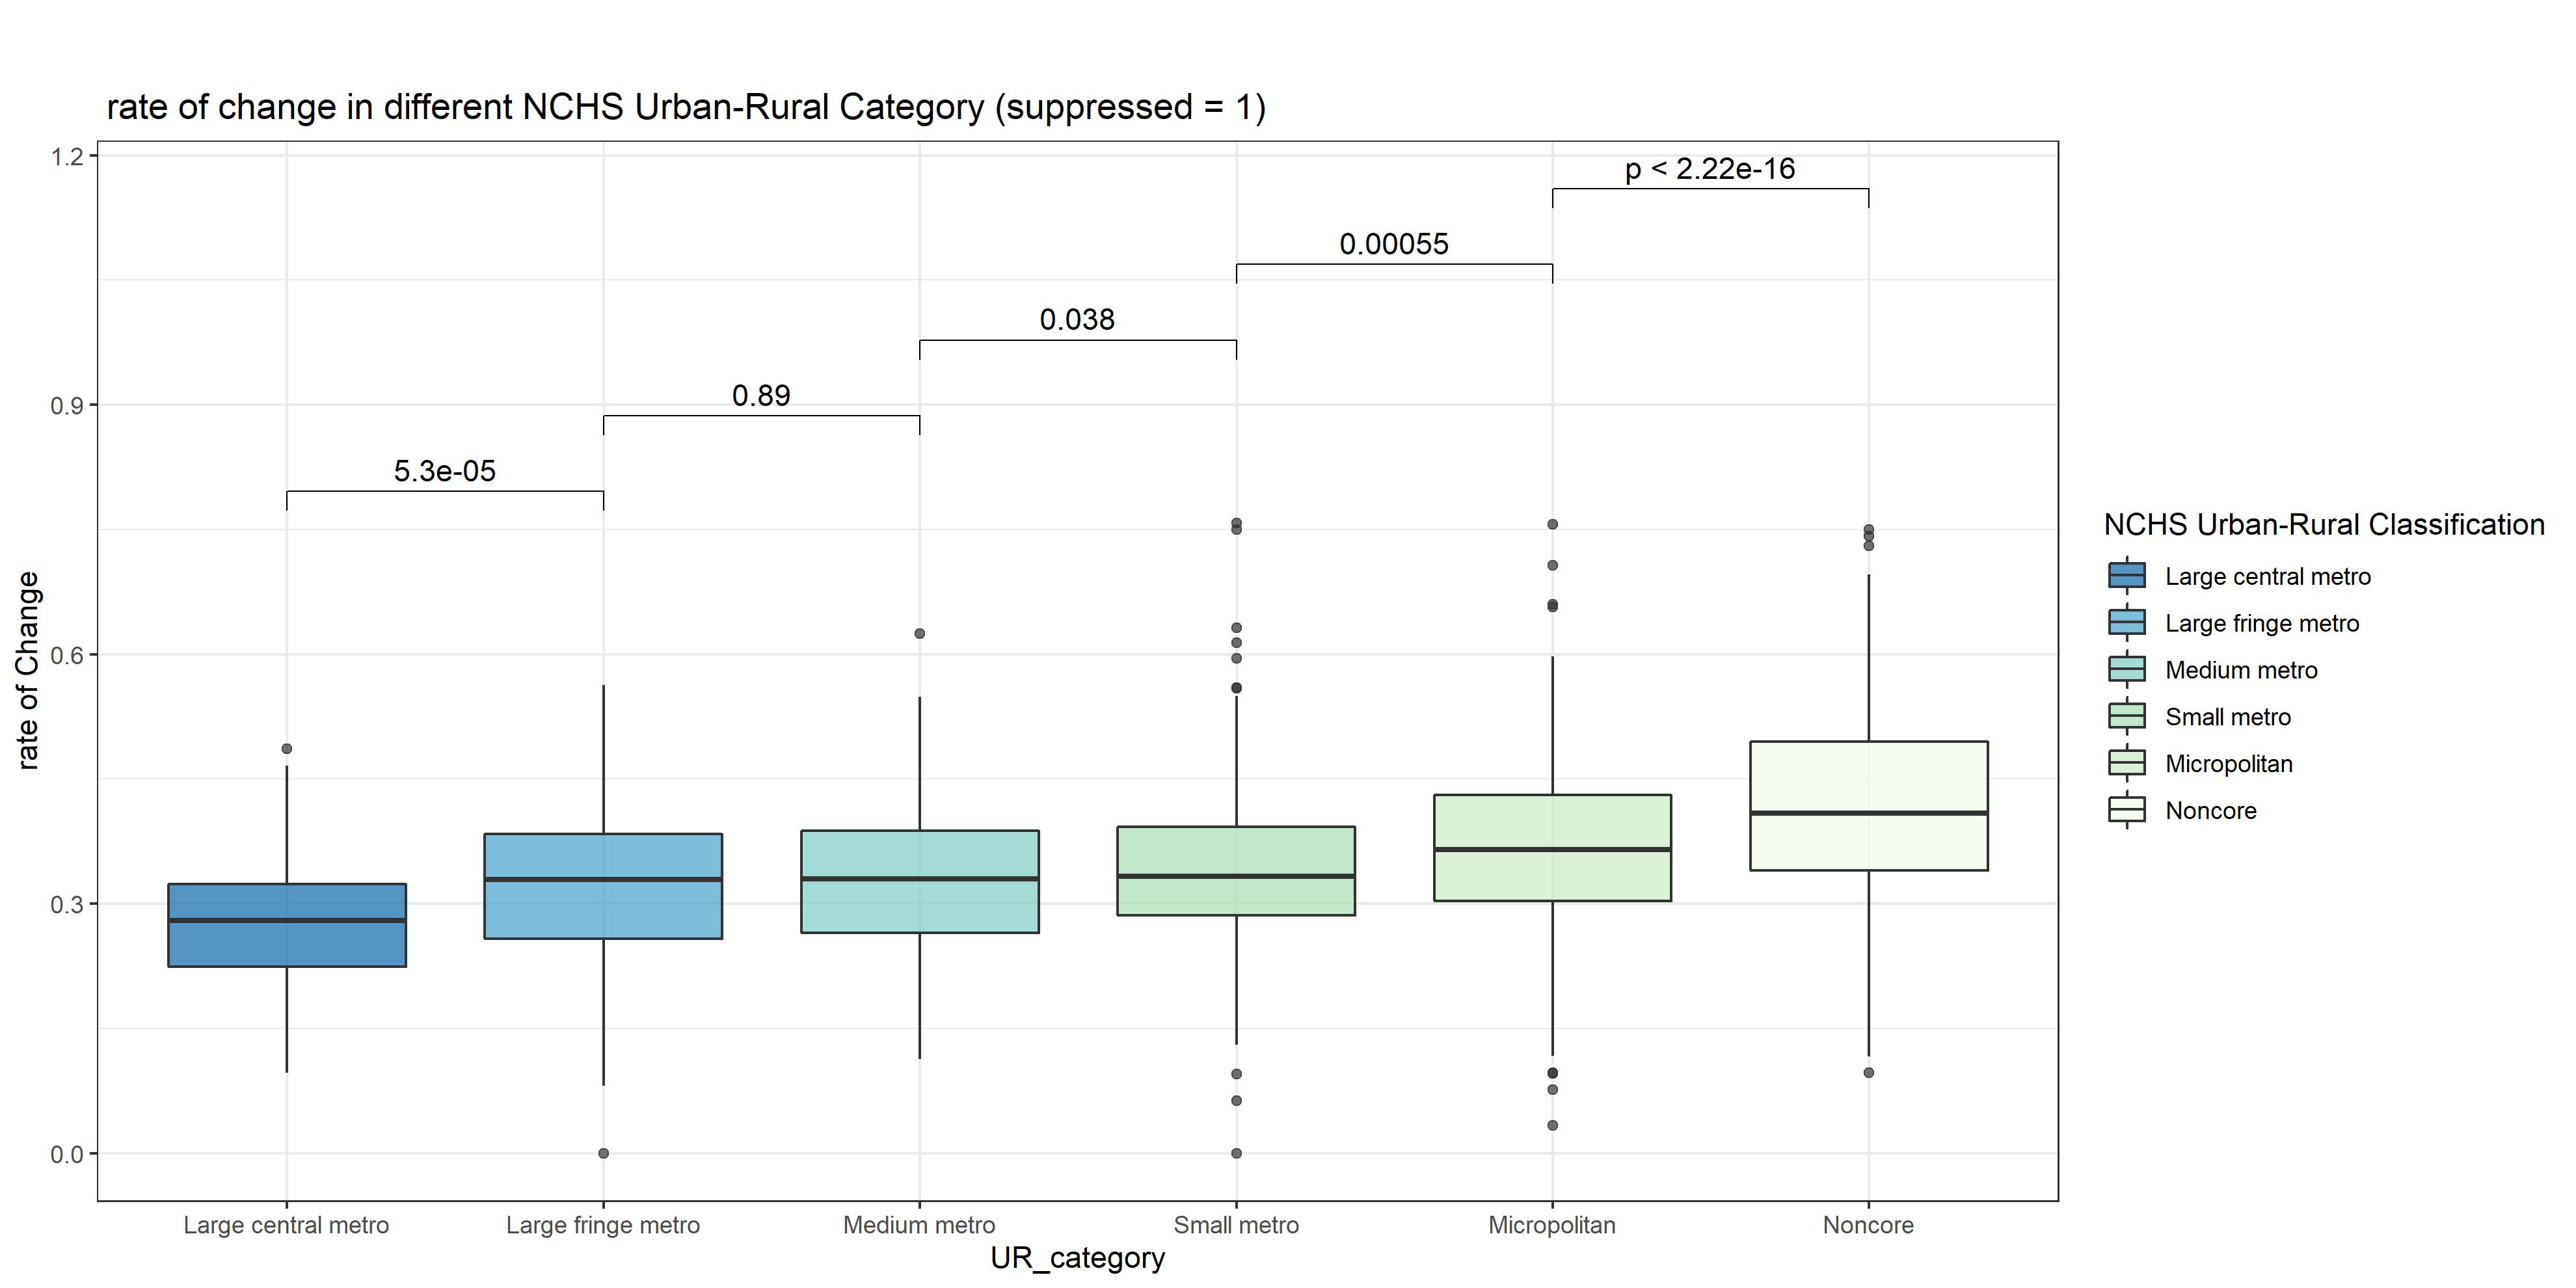 rate of change in different NCHS Urban-Rural Category (suppressed = 1)
1.2
0.9
0.6
0.3
0.0
rate of Change
p < 2.22e-16
0.00055
0.038
0.89
5.3e-05
Large central metro
Large fringe metro
Medium metro
Small metro
Micropolitan
Noncore
UR_category
NCHS Urban-Rural Classification
Large central metro
Large fringe metro
Medium metro
Small metro
Micropolitan
Noncore